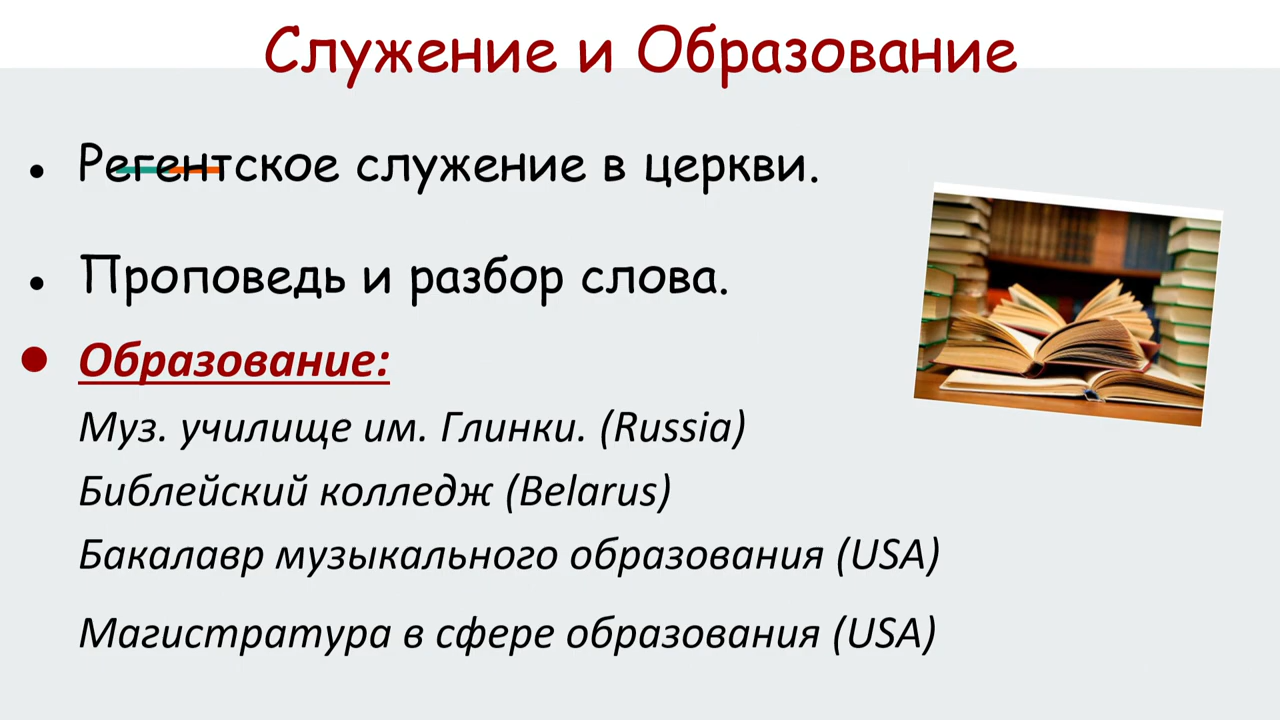 Служение и Образование
• Регентское служение в церкви.
• Проповедь и разбор слова.
• Образование:
Муз. училище им. Глинки. (Russia)
Библейский колледж (Belarus)
Бакалавр музыкального образования (USA)
Магистратура в сфере образования (USA)